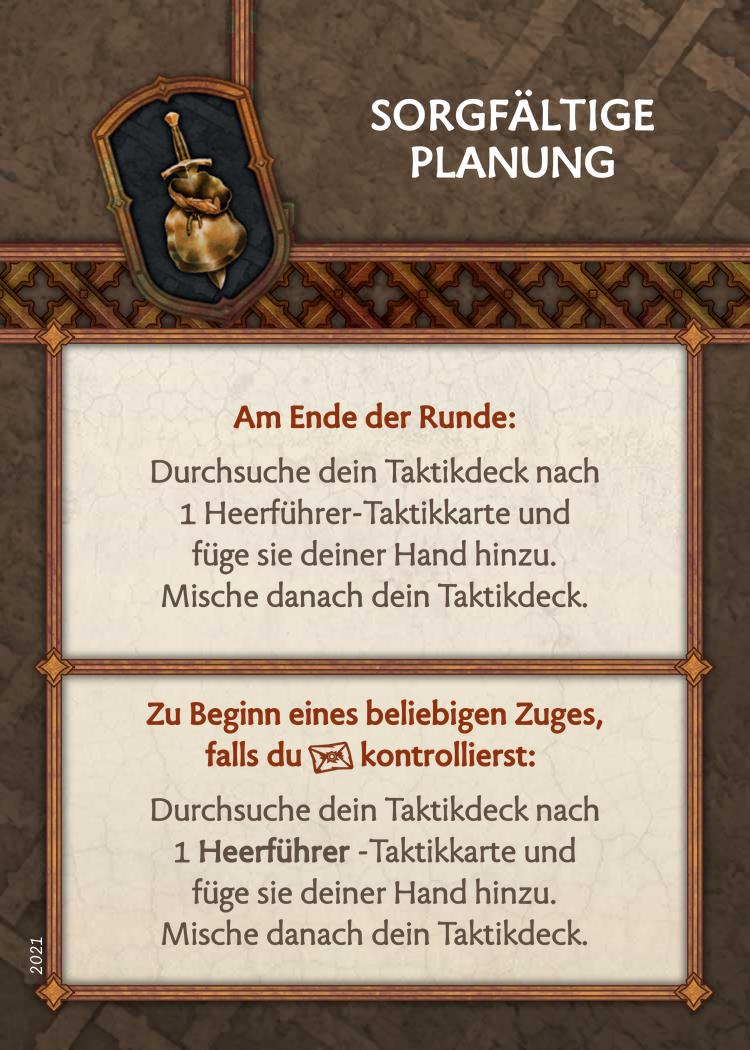 SORGFÄLTIGE
PLANUNG
Am Ende der Runde:
Durchsuche dein Taktikdeck nach
1 Heerführer-Taktikkarte und
füge sie deiner Hand hinzu.
Mische danach dein Taktikdeck.
Zu Beginn eines beliebigen Zuges,
falls du kontrollierst:
Durchsuche dein Taktikdeck nach
1 Heerführer -Taktikkarte und
füge sie deiner Hand hinzu.
Mische danach dein Taktikdeck.
2021